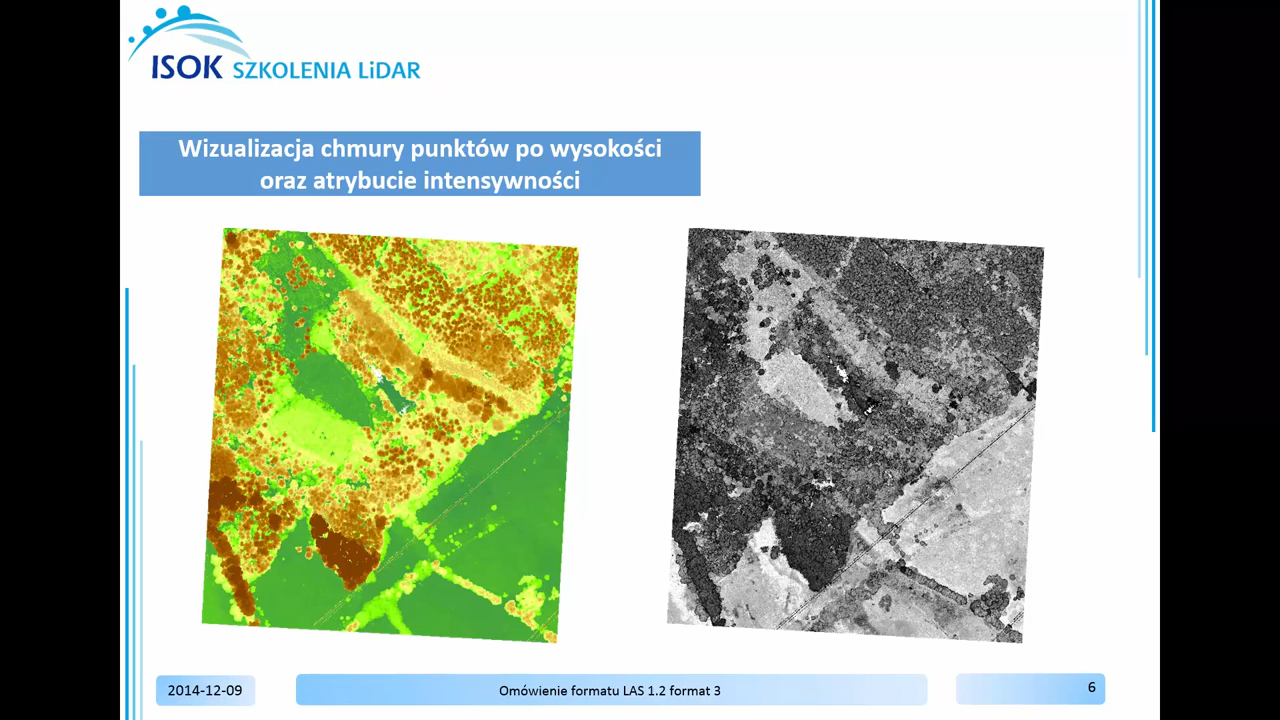 ISOK SZKOLENIA LiDAR
Wizualizacja chmury punktów po wysokości
oraz atrybucie intensywności
2014-12-09
Omówienie formatu LAS 1.2 format 3
6